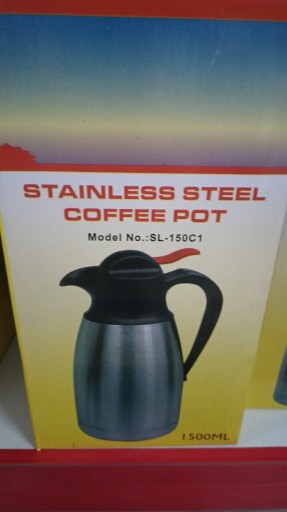 STAINLESS STEEL
COFFEE POT
Model No.:SL-150C1
1500ML